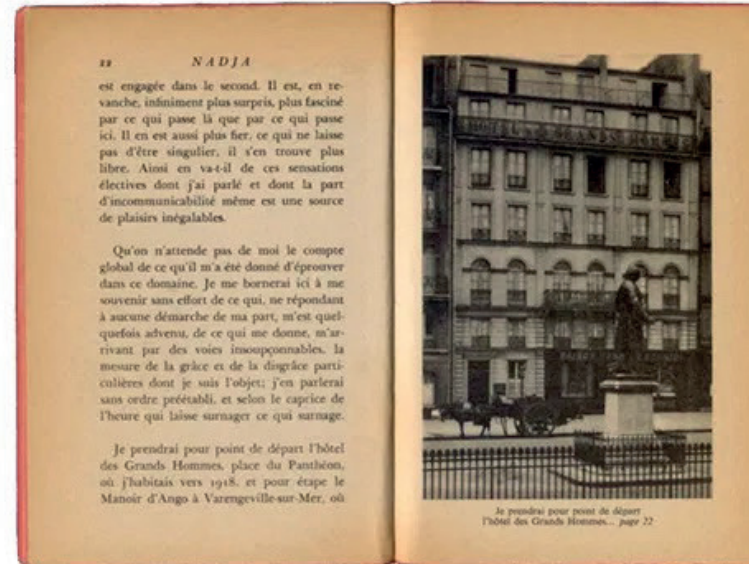 22 NADJA
est engagée dans le second. Il est, en re-
vanche, infiniment plus surpris, plus fasciné
par ce qui passe là que par ce qui passe
ici. Il en est aussi plus fier, ce qui ne laisse
pas d'être singulier, il s'en trouve plus
libre. Ainsi en va-t-il de ces sensations
électives dont j'ai parlé et dont la part
d'incommunicabilité même est une source
de plaisirs inégalables.
Qu'on n'attende pas de moi le compte
global de ce qu'il m'a été donné d'éprouver
dans ce domaine. Je me bornerai ici à me
souvenir sans effort de ce qui, ne répondant
à aucune démarche de ma part, m'est quel-
quefois advenu, de ce qui me donne, m'ar-
rivant par des voies insoupçonnables, la
mesure de la grâce et de la disgrâce parti-
culières dont je suis l'objet; j'en parlerai
sans ordre préétabli, et selon le caprice de
l'heure qui laisse surnager ce qui surnage.
Je prendrai pour point de départ l'hôtel
des Grands Hommes, place du Panthéon,
où j'habitais vers 1918, et pour étape le
Manoir d'Ango à Varengeville-sur-Mer, où
HOTEL DES GRANDS HOMMES
Je prendrai pour point de départ
l'hôtel des Grands Hommes... page 22